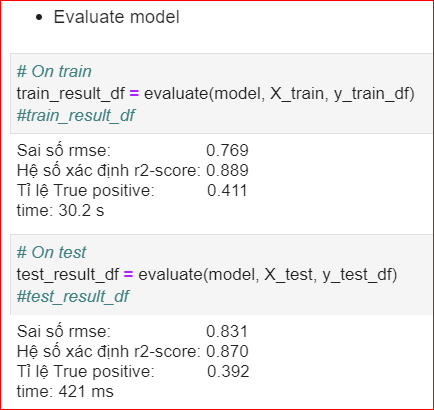 • Evaluate model
# On train
train_result_df = evaluate(model, X_train, y_train_df)
#train_result_df
Sai số rmse: 0.769
Hệ số xác định r2-score: 0.889
Tỉ lệ True positive: 0.411
time: 30.2 s
# On test
test_result_df = evaluate(model, X_test, y_test_df)
#test_result_df
Sai số rmse: 0.831
Hệ số xác định r2-score: 0.870
Tỉ lệ True positive: 0.392
time: 421 ms